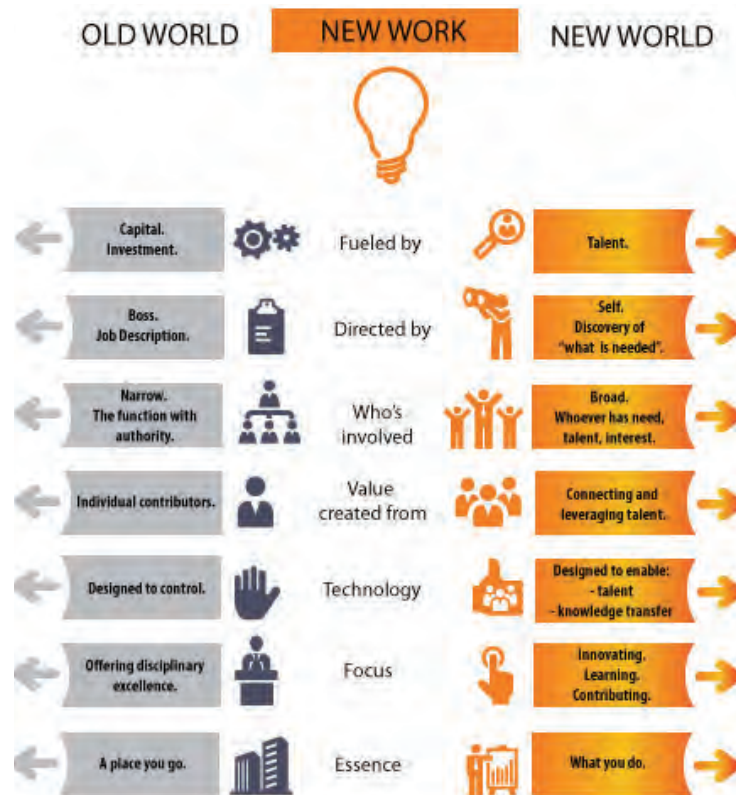 OLD WORLD
NEW WORK
NEW WORLD
Capital.
Investment.
Fueled by
Talent.
Boss.
Job Description.
Directed by
Self.
Discovery of
"what is needed".
Narrow.
The function with
authority.
Who's
involved
Broad.
Whoever has need,
talent, interest.
Individual contributors.
Value
created from
Connecting and
leveraging talent.
Designed to control.
Technology
Designed to enable:
- talent
- knowledge transfer
Offering disciplinary
excellence.
Focus
Innovating.
Learning.
Contributing.
A place you go.
Essence
What you do.